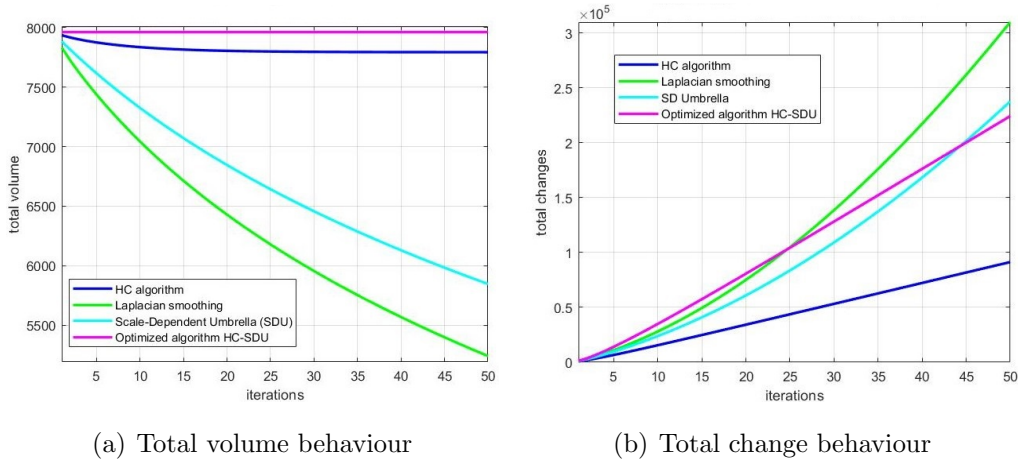 8000
7500
7000
6500
6000
5500
total volume
HC algorithm
Laplacian smoothing
Scale-Dependent Umbrella (SDU)
Optimized algorithm HC-SDU
5 10 15 20 25 30 35 40 45 50
iterations
(a) Total volume behaviour
×10⁵
3
2.5
2
1.5
1
0.5
0
total changes
HC algorithm
Laplacian smoothing
SD Umbrella
Optimized algorithm HC-SDU
5 10 15 20 25 30 35 40 45 50
iterations
(b) Total change behaviour